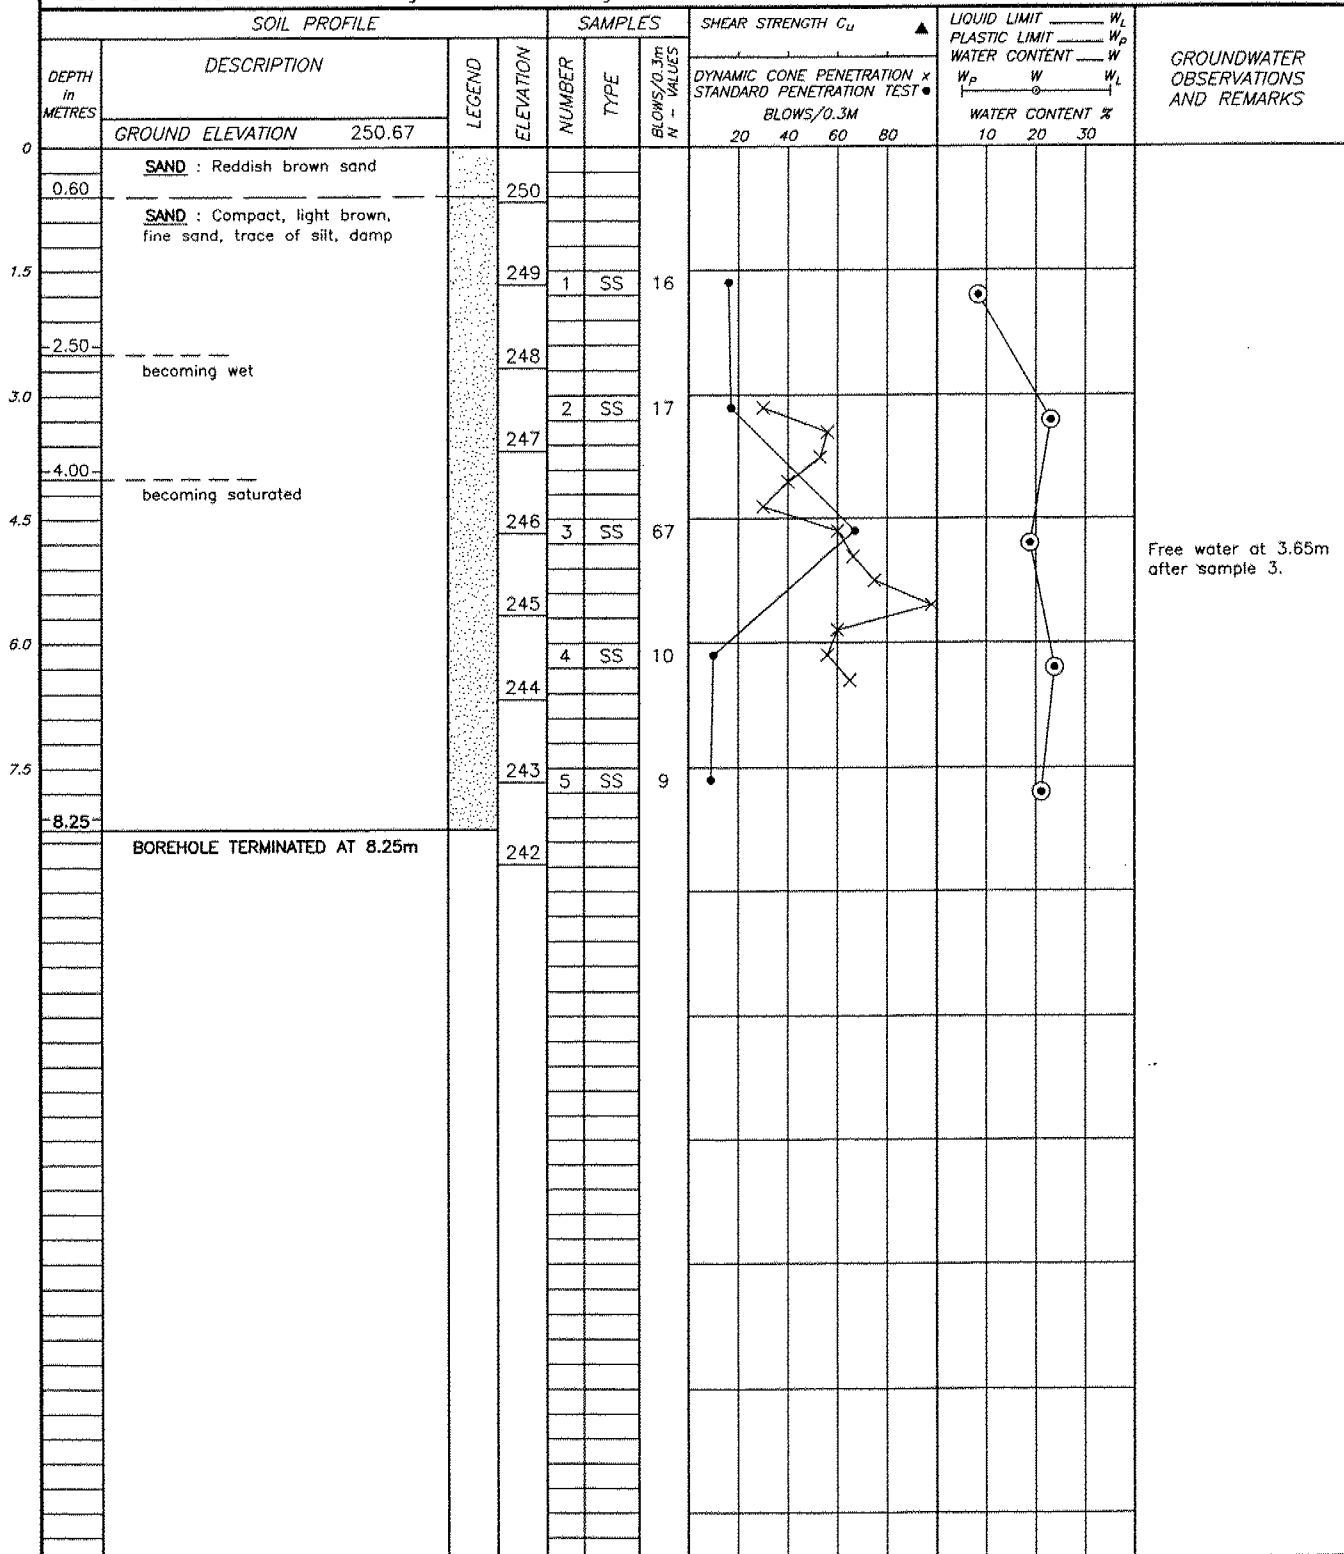 SOIL PROFILE
SAMPLES
SHEAR STRENGTH Cu ▲
LIQUID LIMIT ______ WL
PLASTIC LIMIT ______ WP
WATER CONTENT ___ W
GROUNDWATER
OBSERVATIONS
AND REMARKS
DEPTH
in
METRES
DESCRIPTION
LEGEND
ELEVATION
NUMBER
TYPE
BLOWS/0.3m
N - VALUES
DYNAMIC CONE PENETRATION ×
STANDARD PENETRATION TEST ●
BLOWS/0.3M
20 40 60 80
WP W WL
WATER CONTENT %
10 20 30
GROUND ELEVATION 250.67
0
SAND : Reddish brown sand
0.60
250
SAND : Compact, light brown,
fine sand, trace of silt, damp
1.5
249
1 SS 16
2.50
248
becoming wet
3.0
2 SS 17
247
4.00
becoming saturated
4.5
246
3 SS 67
Free water at 3.65m
after sample 3.
245
6.0
4 SS 10
244
7.5
243
5 SS 9
8.25
BOREHOLE TERMINATED AT 8.25m
242